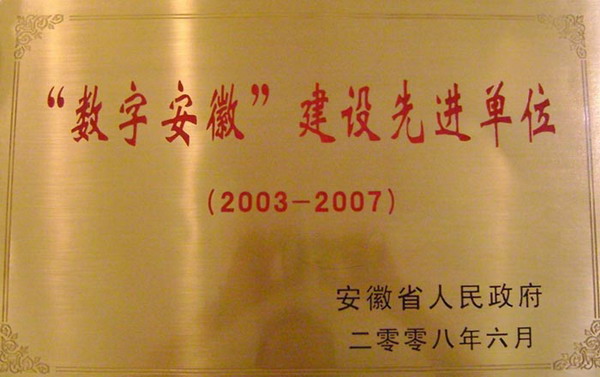 “数字安徽”建设先进单位
(2003-2007)
安徽省人民政府
二零零八年六月